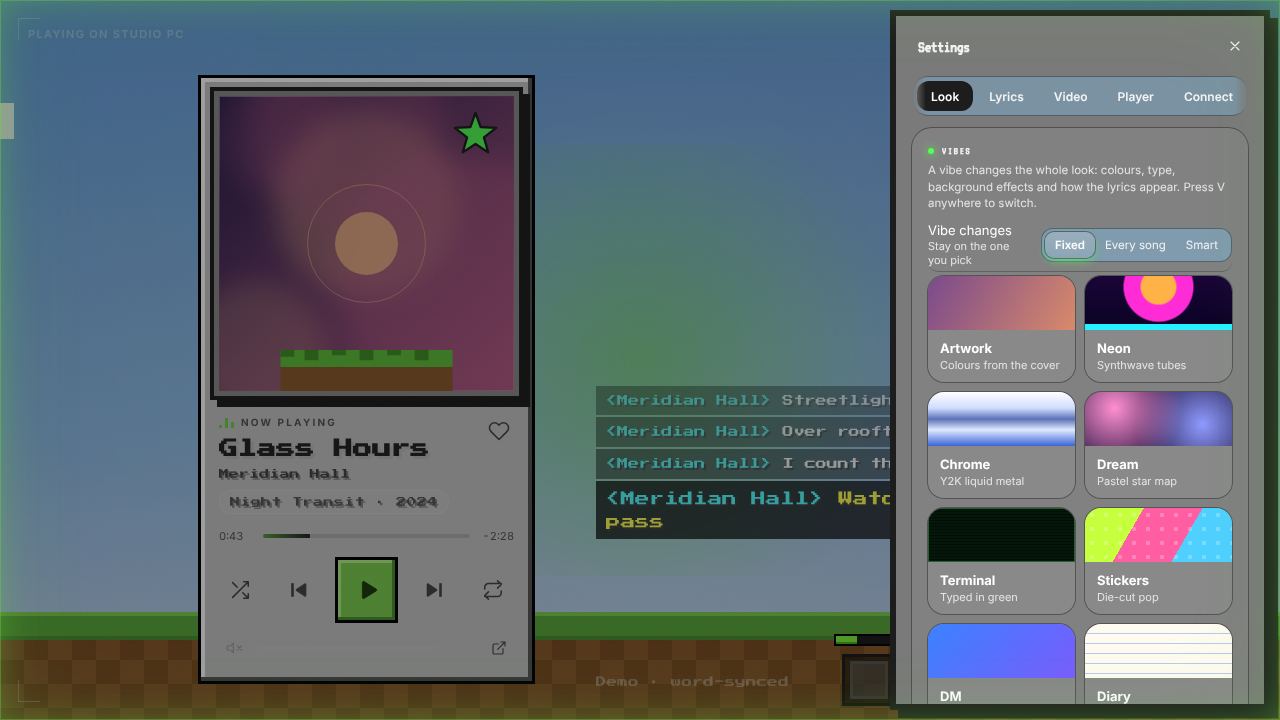 PLAYING ON STUDIO PC
NOW PLAYING
Glass Hours
Meridian Hall
Night Transit · 2024
0:43
-2:28
<Meridian Hall>
<Meridian Hall> Over
<Meridian Hall> I count
<Meridian Hall>
pass
Demo · word-synced
Settings
Look
Lyrics
Video
Player
Connect
VIBES
A vibe changes the whole look: colours, type,
background effects and how the lyrics appear. Press V
anywhere to switch.
Vibe changes
Stay on the one
you pick
Fixed
Every song
Smart
Artwork
Colours from the cover
Neon
Synthwave tubes
Chrome
Y2K liquid metal
Dream
Pastel star map
Terminal
Typed in green
Stickers
Die-cut pop
DM
Diary